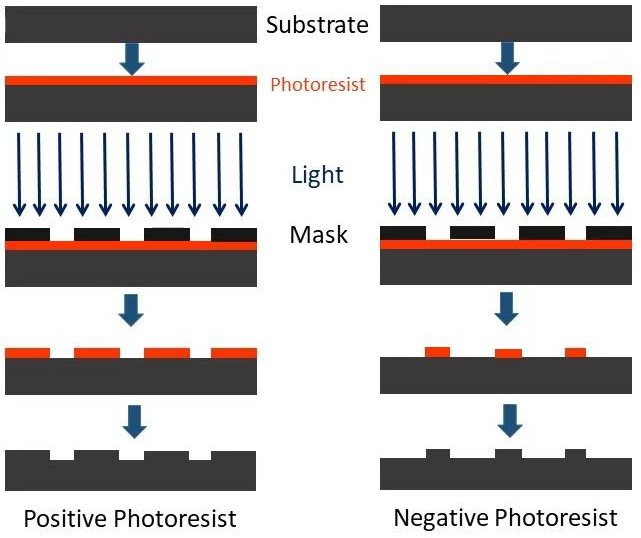 Substrate
Photoresist
Light
Mask
Positive Photoresist
Negative Photoresist